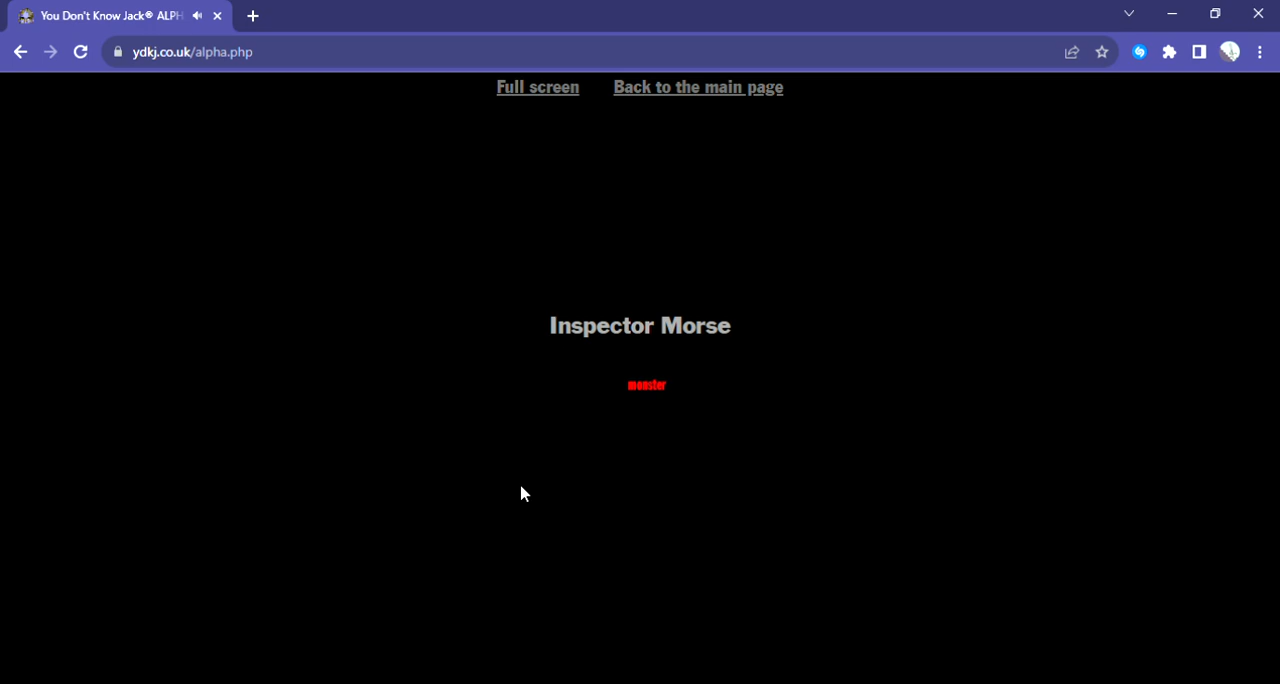 You Don't Know Jack® ALPH
ydkj.co.uk/alpha.php
Full screen Back to the main page
Inspector Morse
monster